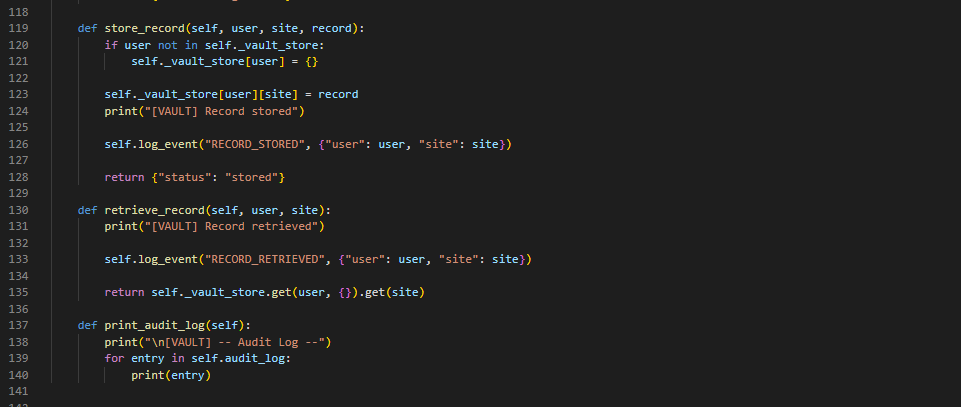 118
119 def store_record(self, user, site, record):
120 if user not in self._vault_store:
121 self._vault_store[user] = {}
122
123 self._vault_store[user][site] = record
124 print("[VAULT] Record stored")
125
126 self.log_event("RECORD_STORED", {"user": user, "site": site})
127
128 return {"status": "stored"}
129
130 def retrieve_record(self, user, site):
131 print("[VAULT] Record retrieved")
132
133 self.log_event("RECORD_RETRIEVED", {"user": user, "site": site})
134
135 return self._vault_store.get(user, {}).get(site)
136
137 def print_audit_log(self):
138 print("\n[VAULT] -- Audit Log --")
139 for entry in self.audit_log:
140 print(entry)
141